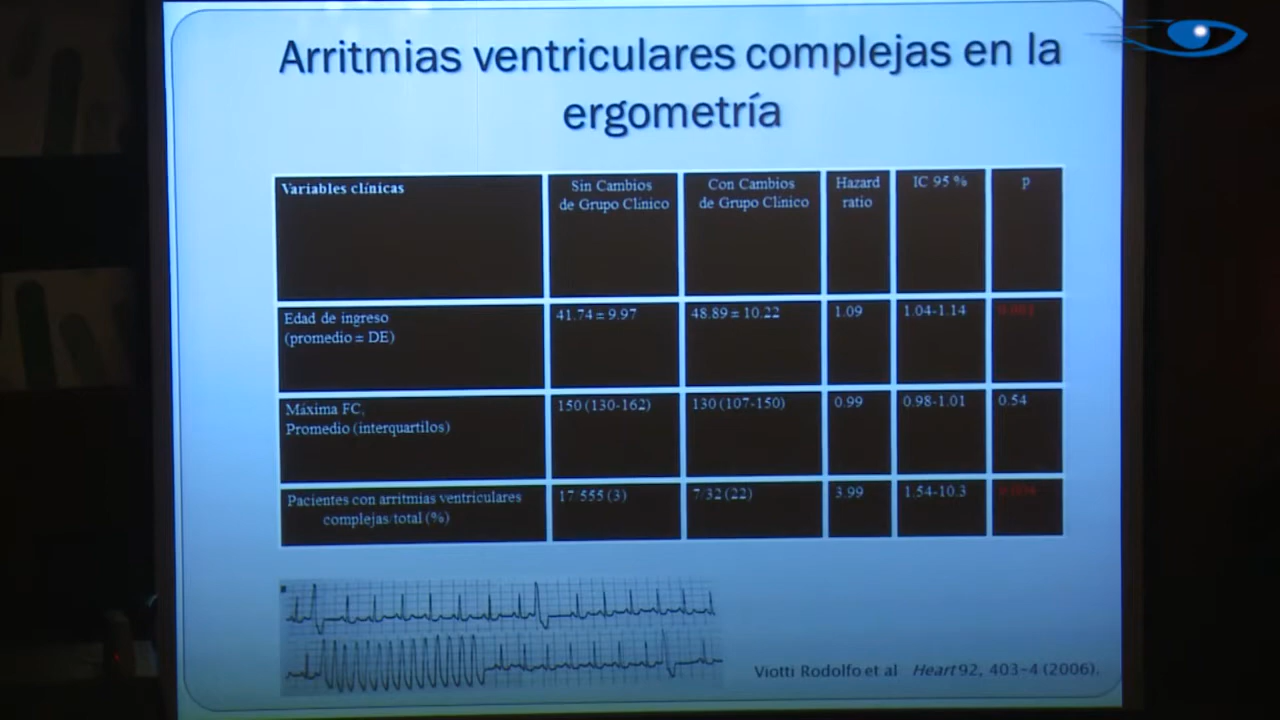 Arritmias ventriculares complejas en la
ergometría
Variables clínicas
Sin Cambios
de Grupo Clínico
Con Cambios
de Grupo Clínico
Hazard
ratio
IC 95 %
p
Edad de ingreso
(promedio = DE)
41.74 = 9.97
48.89 = 10.22
1.09
1.04-1.14
Máxima FC,
Promedio (interquartilos)
150 (130-162)
130 (107-150)
0.99
0.98-1.01
0.54
Pacientes con arritmias ventriculares
complejas/total (%)
17/555 (3)
7/32 (22)
3.99
1.54-10.3
Viotti Rodolfo et al Heart 92, 403-4 (2006).